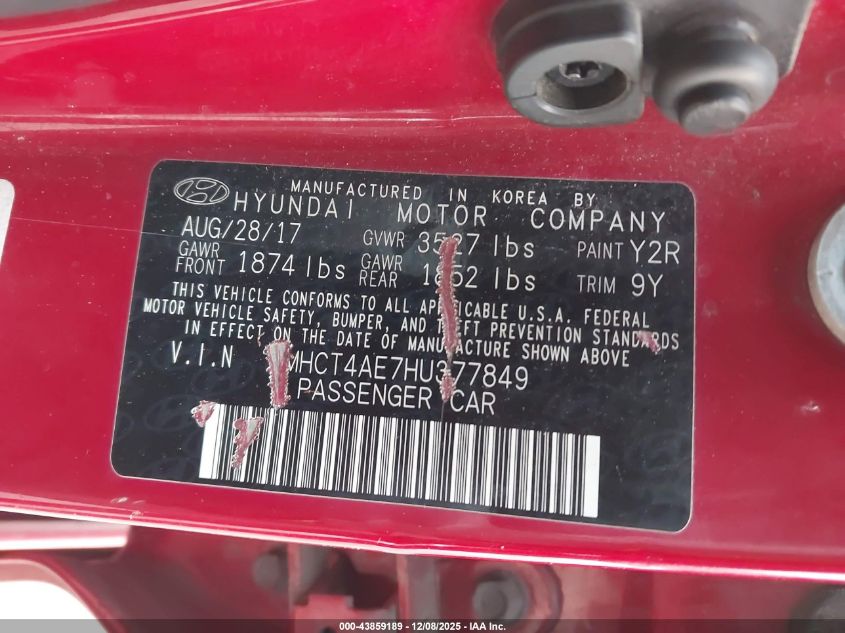 MANUFACTURED IN KOREA BY
HYUNDAI MOTOR COMPANY
AUG/28/17 GVWR lbs PAINT Y2R
GAWR FRONT 1874 lbs GAWR REAR lbs TRIM 9Y
THIS VEHICLE CONFORMS TO ALL APPLICABLE U.S.A. FEDERAL
MOTOR VEHICLE SAFETY, BUMPER, AND THEFT PREVENTION STANDARDS
IN EFFECT ON THE DATE OF MANUFACTURE SHOWN ABOVE
V.I.N MHCT4AE7HU377849
PASSENGER CAR
000-43859189 - 12/08/2025 - IAA Inc.